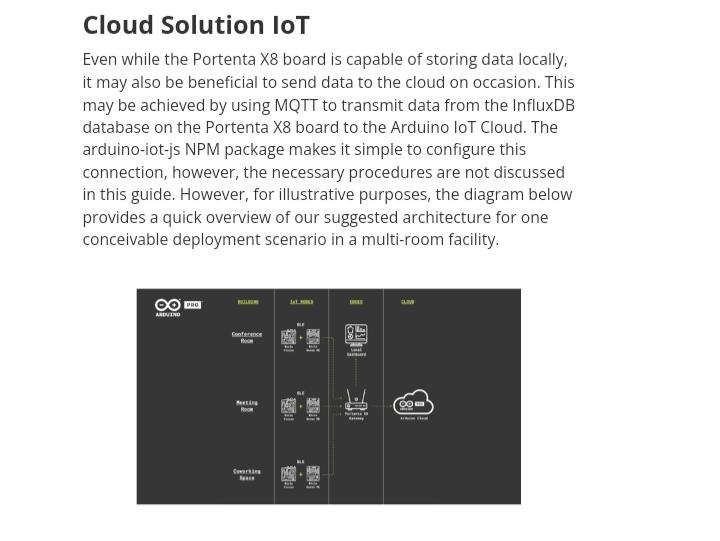 Cloud Solution IoT
Even while the Portenta X8 board is capable of storing data locally,
it may also be beneficial to send data to the cloud on occasion. This
may be achieved by using MQTT to transmit data from the InfluxDB
database on the Portenta X8 board to the Arduino IoT Cloud. The
arduino-iot-js NPM package makes it simple to configure this
connection, however, the necessary procedures are not discussed
in this guide. However, for illustrative purposes, the diagram below
provides a quick overview of our suggested architecture for one
conceivable deployment scenario in a multi-room facility.
PRO
ARDUINO
BUILDING
IoT NODES
EDGES
CLOUD
Conference
Room
BLE
Local
Dashboard
Meeting
Room
BLE
Portenta X8
Gateway
PRO
Arduino Cloud
Coworking
Space
BLE